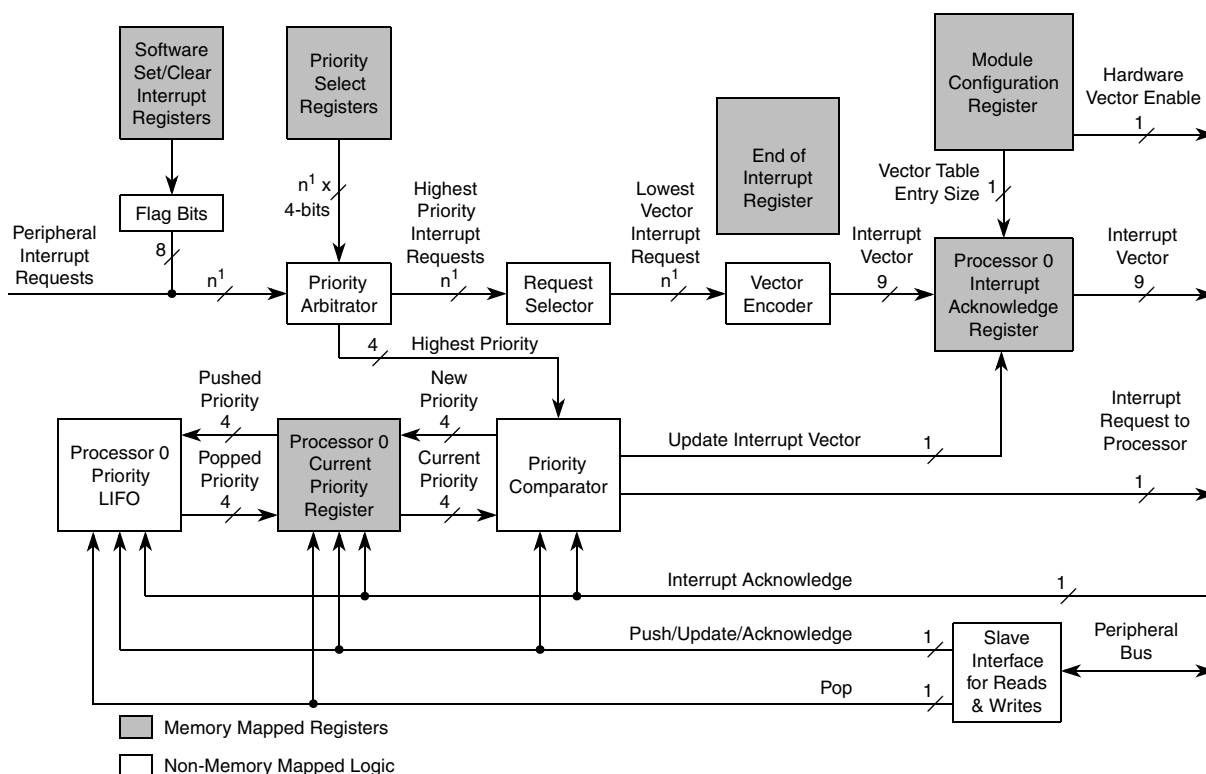 Software
Set/Clear
Interrupt
Registers
Priority
Select
Registers
Module
Configuration
Register
Hardware
Vector Enable
1
End of
Interrupt
Register
Vector Table
Entry Size
1
n1 x
4-bits
Flag Bits
8
Peripheral
Interrupt
Requests
n1
Priority
Arbitrator
Highest
Priority
Interrupt
Requests
n1
Request
Selector
Lowest
Vector
Interrupt
Request
n1
Vector
Encoder
Interrupt
Vector
9
Processor 0
Interrupt
Acknowledge
Register
Interrupt
Vector
9
4
Highest Priority
Pushed
Priority
4
New
Priority
4
Processor 0
Priority
LIFO
Popped
Priority
4
Processor 0
Current
Priority
Register
Current
Priority
4
Priority
Comparator
Update Interrupt Vector
1
Interrupt
Request to
Processor
1
Interrupt Acknowledge
1
Push/Update/Acknowledge
1
Slave
Interface
for Reads
& Writes
Peripheral
Bus
Pop
1
Memory Mapped Registers
Non-Memory Mapped Logic